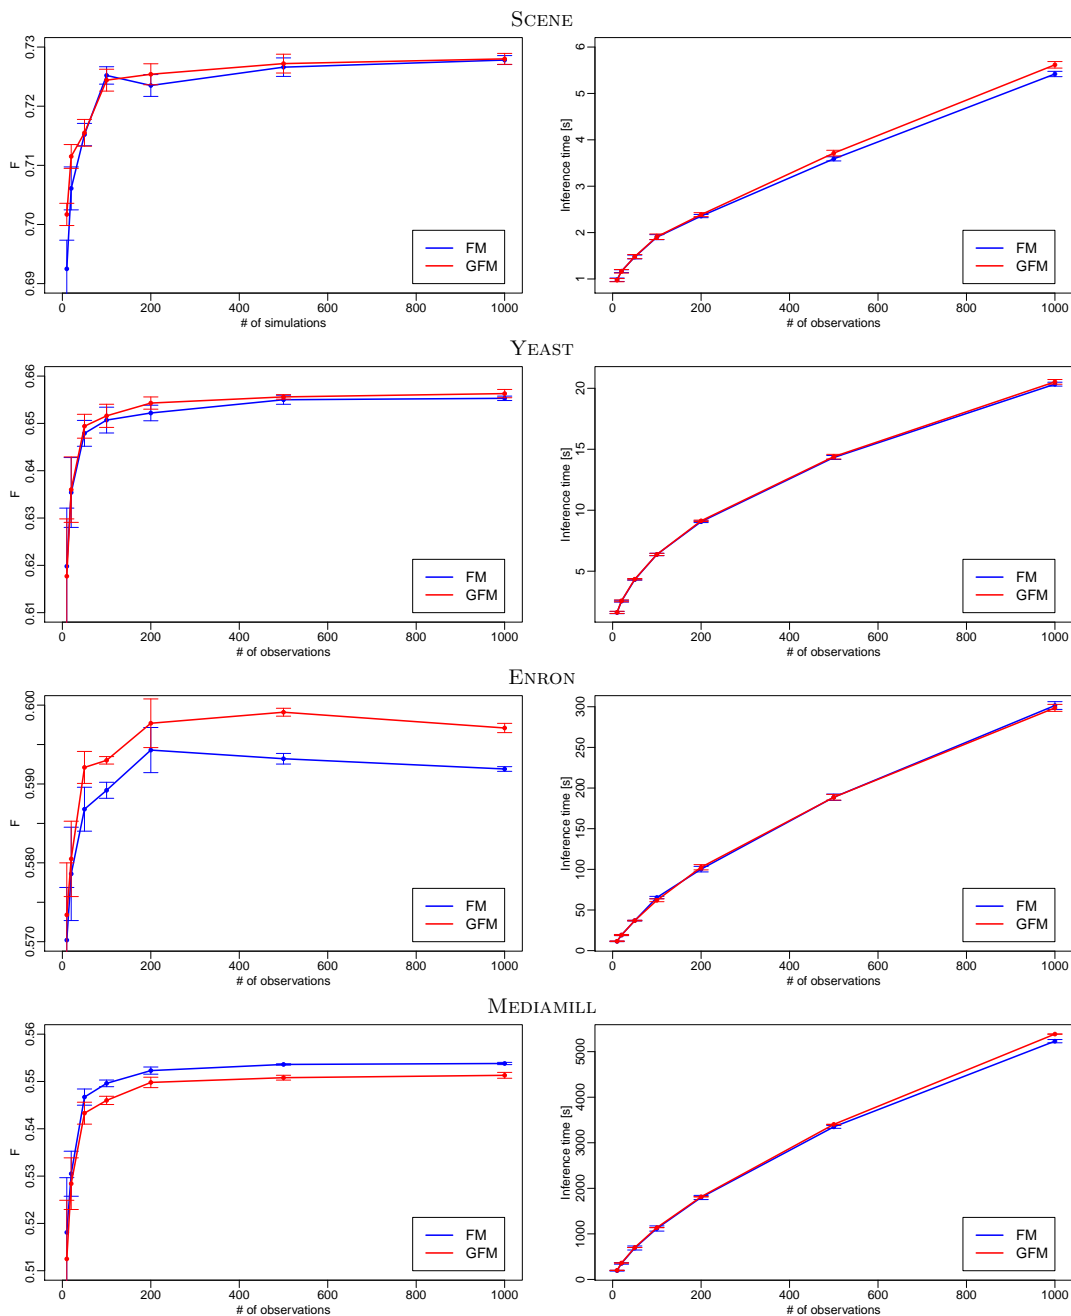 SCENE
0.69 0.70 0.71 0.72 0.73
F
0 200 400 600 800 1000
# of simulations
FM
GFM
1 2 3 4 5 6
Inference time [s]
0 200 400 600 800 1000
# of observations
FM
GFM
YEAST
0.61 0.62 0.63 0.64 0.65 0.66
F
0 200 400 600 800 1000
# of observations
FM
GFM
5 10 15 20
Inference time [s]
0 200 400 600 800 1000
# of observations
FM
GFM
ENRON
0.570 0.580 0.590 0.600
F
0 200 400 600 800 1000
# of observations
FM
GFM
0 50 100 150 200 250 300
Inference time [s]
0 200 400 600 800 1000
# of observations
FM
GFM
MEDIAMILL
0.51 0.52 0.53 0.54 0.55 0.56
F
0 200 400 600 800 1000
# of observations
FM
GFM
0 1000 2000 3000 4000 5000
Inference time [s]
0 200 400 600 800 1000
# of observations
FM
GFM